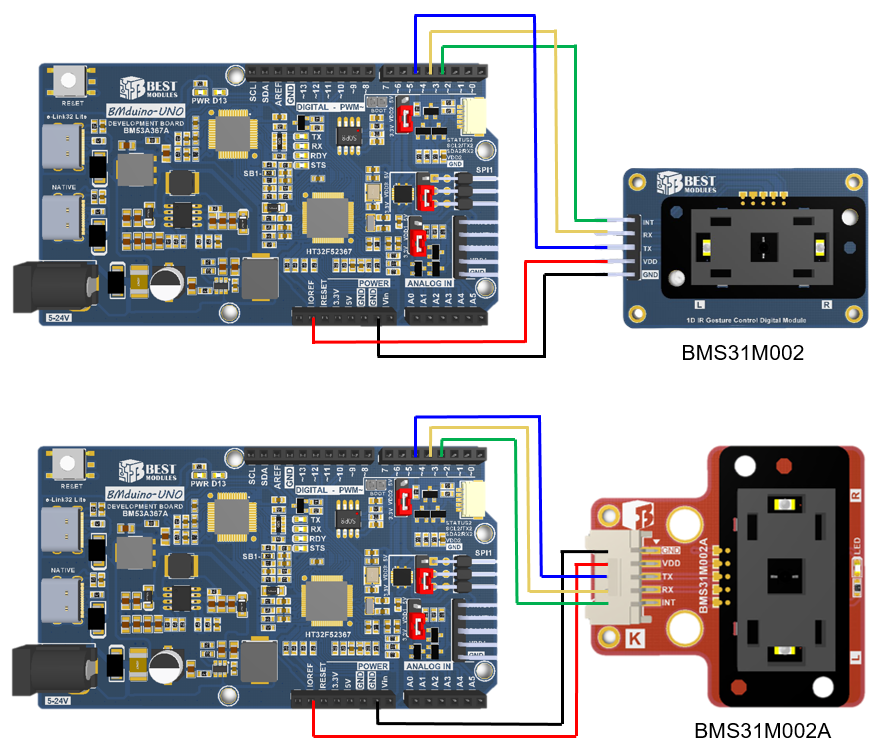 BEST
MODULES
RESET
PWR D13
BMduino-UNO
DEVELOPMENT BOARD
BM53A367A
e-Link32 Lite
NATIVE
5-24V
SCL
SDA
AREF
GND
~13
~12
~11
~10
~9
~8
7
~6
~5
~4
~3
~2
~1
~0
DIGITAL - PWM~
BOOT
TX
RX
RDY
STS
SB1
STATUS2
SCL2/TX2
SDA2/RX2
VDD2
GND
SPI1
HT32F52367
POWER
ANALOG IN
IOREF
RESET
3.3V
5V
GND
GND
Vin
A0
A1
A2
A3
A4
A5
BEST
MODULES
INT
RX
TX
VDD
GND
L
R
1D IR Gesture Control Digital Module
BMS31M002
BEST
MODULES
RESET
PWR D13
BMduino-UNO
DEVELOPMENT BOARD
BM53A367A
e-Link32 Lite
NATIVE
5-24V
SCL
SDA
AREF
GND
~13
~12
~11
~10
~9
~8
7
~6
~5
~4
~3
~2
~1
~0
DIGITAL - PWM~
BOOT
TX
RX
RDY
STS
SB1
STATUS2
SCL2/TX2
SDA2/RX2
VDD2
GND
SPI1
HT32F52367
POWER
ANALOG IN
IOREF
RESET
3.3V
5V
GND
GND
Vin
A0
A1
A2
A3
A4
A5
GND
VDD
TX
RX
INT
K
BMS31M002A
R
LED
L
BMS31M002A